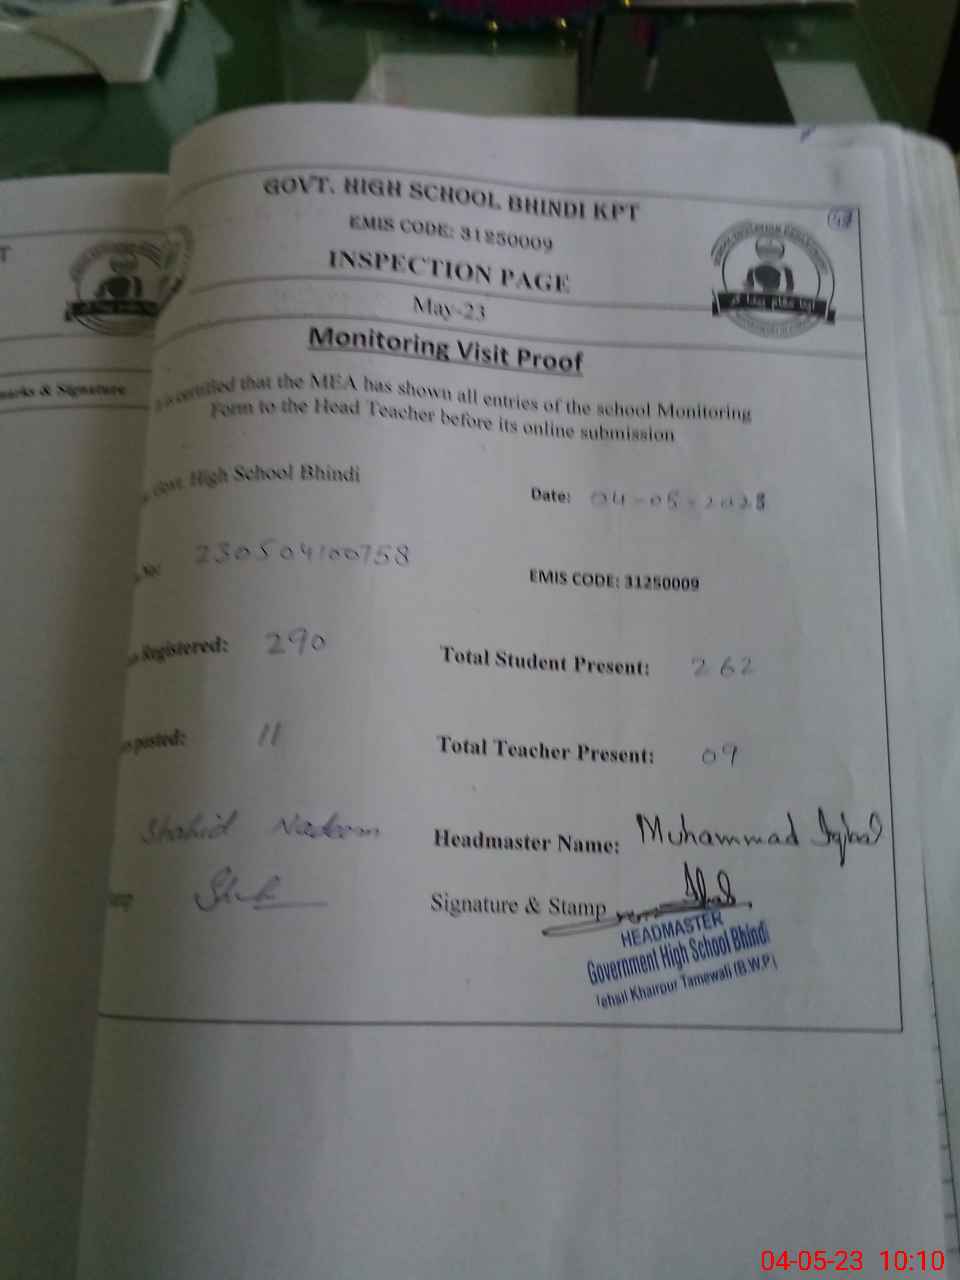 GOVT. HIGH SCHOOL BHINDI KPT
EMIS CODE: 31250009
INSPECTION PAGE
May-23
Monitoring Visit Proof
certified that the MEA has shown all entries of the school Monitoring
Form to the Head Teacher before its online submission
Govt. High School Bhindi
Date: 04-05-2023
No: 230504100758
EMIS CODE: 31250009
Registered: 290
Total Student Present: 262
posted: 11
Total Teacher Present: 09
Shahid Nadeem
Headmaster Name: Muhammad Iqbal
Signature & Stamp
HEADMASTER
Government High School Bhindi
Tehsil Khairpur Tamewali (B.W.P)
& Signature
04-05-23 10:10